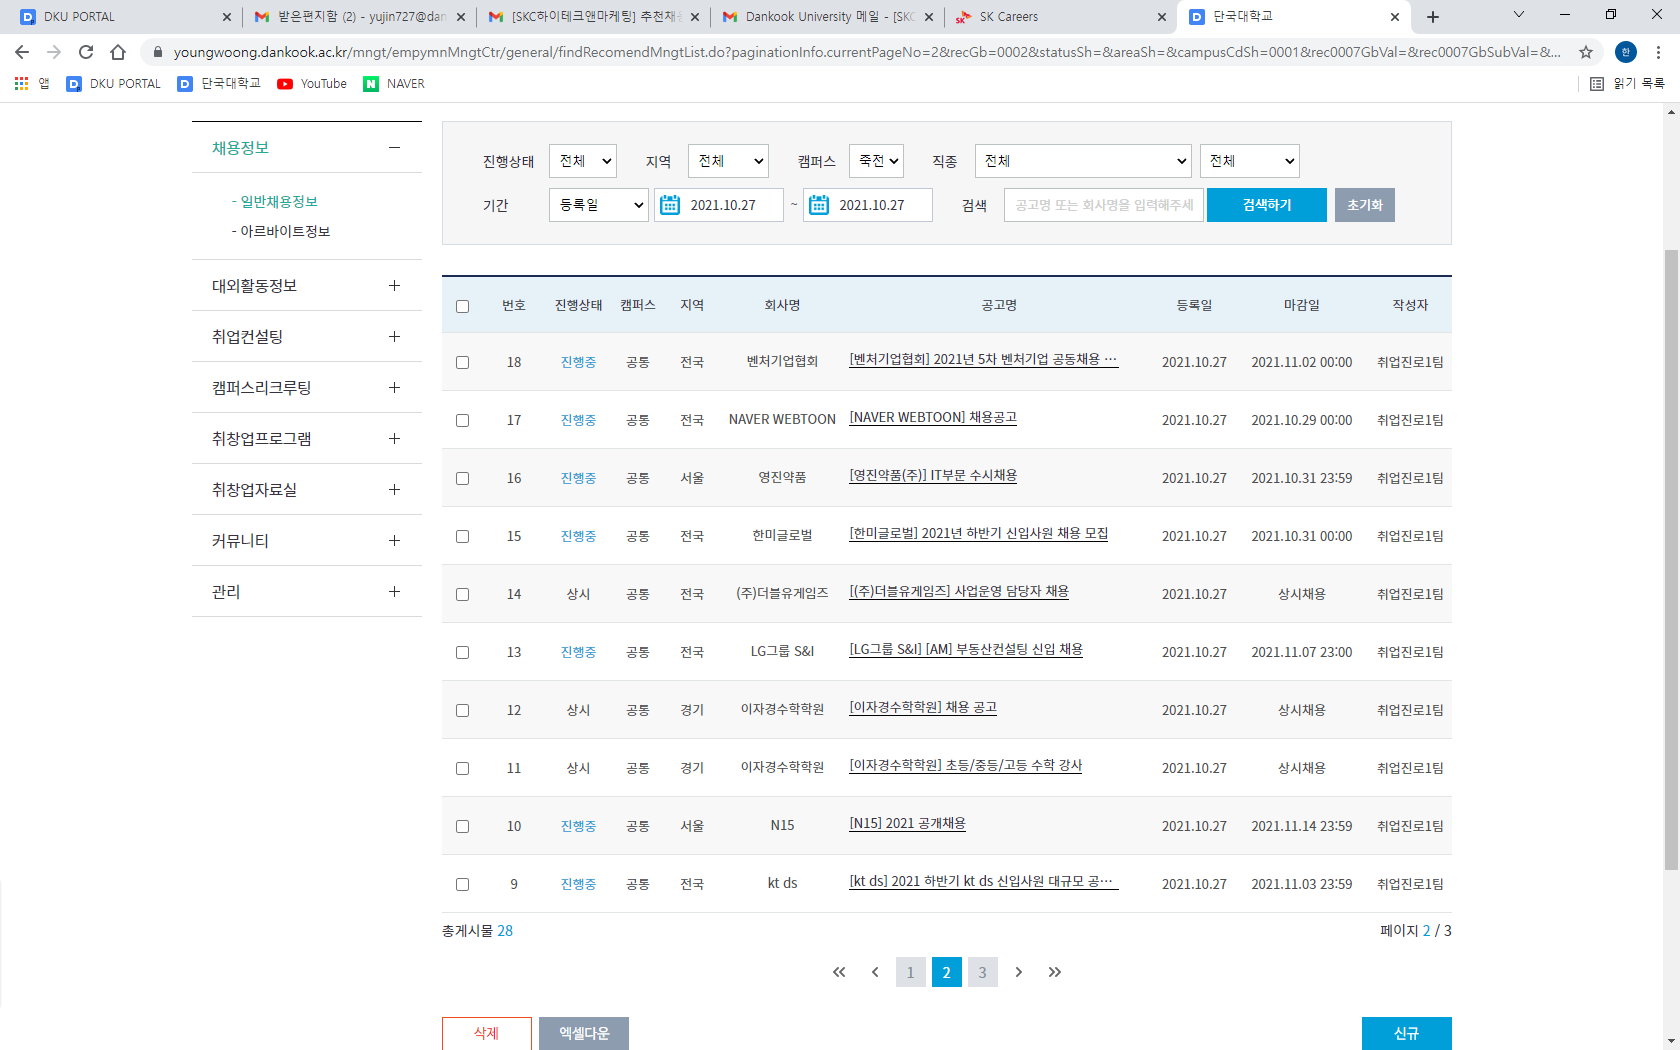 DKU PORTAL
받은편지함 (2) - yujin727@dan
[SKC하이테크앤마케팅] 추천채용
Dankook University 메일 - [SKC
SK Careers
단국대학교
youngwoong.dankook.ac.kr/mngt/empymnMngtCtr/general/findRecomendMngtList.do?paginationInfo.currentPageNo=2&recGb=0002&statusSh=&areaSh=&campusCdSh=0001&rec0007GbVal=&rec0007GbSubVal=&...
한
앱 DKU PORTAL 단국대학교 YouTube NAVER 읽기 목록
채용정보
- 일반채용정보
- 아르바이트정보
대외활동정보
취업컨설팅
캠퍼스리크루팅
취창업프로그램
취창업자료실
커뮤니티
관리
진행상태 전체 지역 전체 캠퍼스 죽전 직종 전체 전체
기간 등록일 2021.10.27 ~ 2021.10.27 검색 공고명 또는 회사명을 입력해주세 검색하기 초기화
번호 진행상태 캠퍼스 지역 회사명 공고명 등록일 마감일 작성자
18 진행중 공통 전국 벤처기업협회 [벤처기업협회] 2021년 5차 벤처기업 공동채용 … 2021.10.27 2021.11.02 00:00 취업진로1팀
17 진행중 공통 전국 NAVER WEBTOON [NAVER WEBTOON] 채용공고 2021.10.27 2021.10.29 00:00 취업진로1팀
16 진행중 공통 서울 영진약품 [영진약품(주)] IT부문 수시채용 2021.10.27 2021.10.31 23:59 취업진로1팀
15 진행중 공통 전국 한미글로벌 [한미글로벌] 2021년 하반기 신입사원 채용 모집 2021.10.27 2021.10.31 00:00 취업진로1팀
14 상시 공통 전국 (주)더블유게임즈 [(주)더블유게임즈] 사업운영 담당자 채용 2021.10.27 상시채용 취업진로1팀
13 진행중 공통 전국 LG그룹 S&I [LG그룹 S&I] [AM] 부동산컨설팅 신입 채용 2021.10.27 2021.11.07 23:00 취업진로1팀
12 상시 공통 경기 이자경수학학원 [이자경수학학원] 채용 공고 2021.10.27 상시채용 취업진로1팀
11 상시 공통 경기 이자경수학학원 [이자경수학학원] 초등/중등/고등 수학 강사 2021.10.27 상시채용 취업진로1팀
10 진행중 공통 서울 N15 [N15] 2021 공개채용 2021.10.27 2021.11.14 23:59 취업진로1팀
9 진행중 공통 전국 kt ds [kt ds] 2021 하반기 kt ds 신입사원 대규모 공… 2021.10.27 2021.11.03 23:59 취업진로1팀
총게시물 28 페이지 2 / 3
1 2 3
삭제 엑셀다운 신규